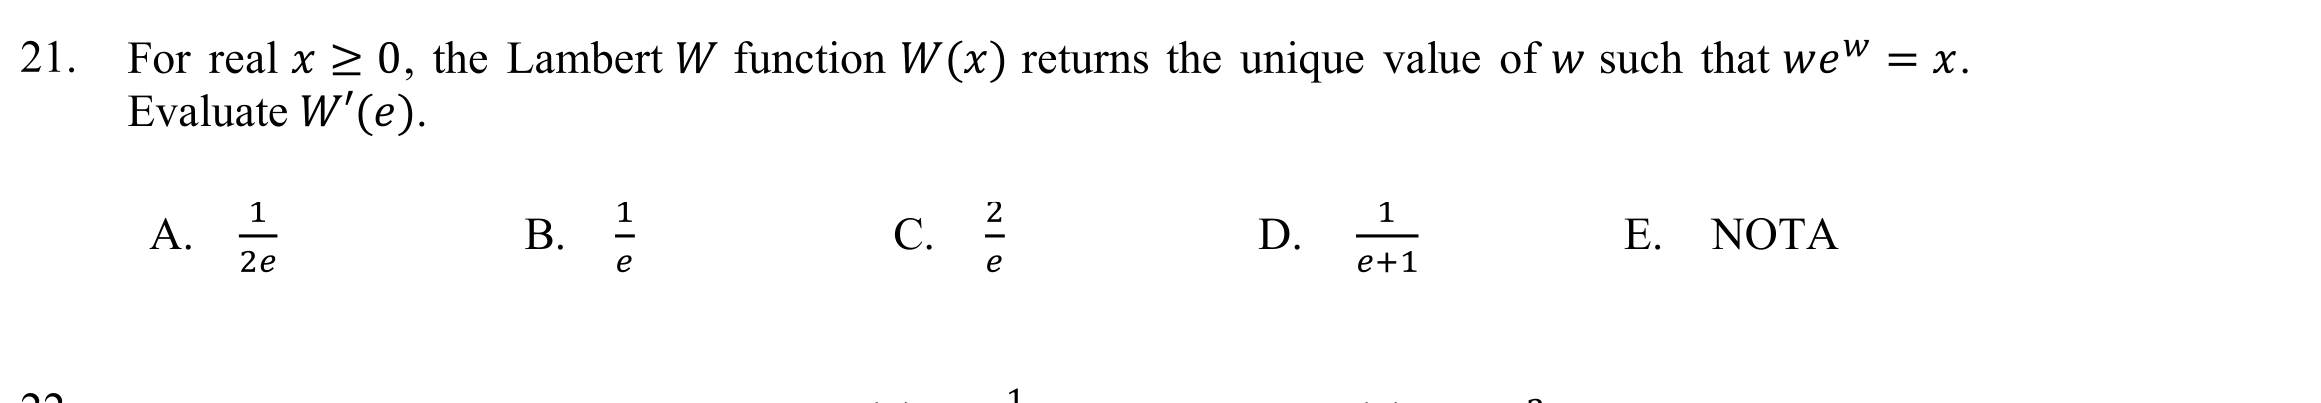 21. For real x ≥ 0, the Lambert W function W(x) returns the unique value of w such that weʷ = x.
Evaluate W′(e).
A. 1/2e B. 1/e C. 2/e D. 1/e+1 E. NOTA